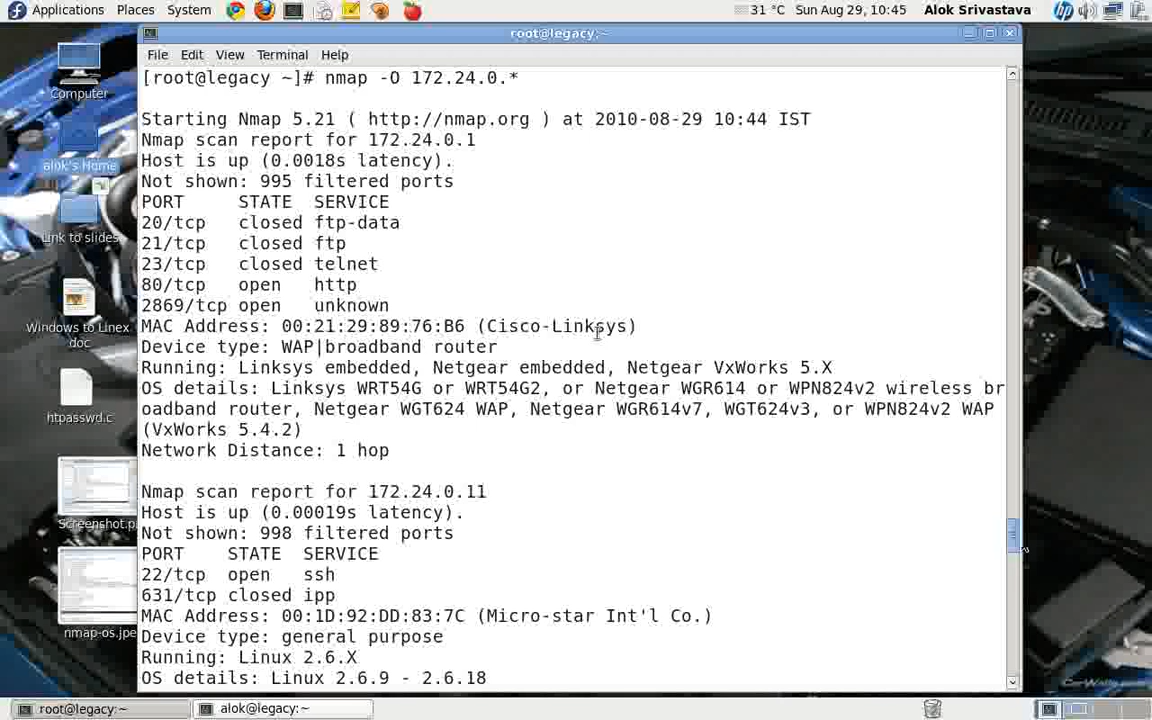 Applications Places System 31 °C Sun Aug 29, 10:45 Alok Srivastava
root@legacy:~
File Edit View Terminal Help
[root@legacy ~]# nmap -O 172.24.0.*
Starting Nmap 5.21 ( http://nmap.org ) at 2010-08-29 10:44 IST
Nmap scan report for 172.24.0.1
Host is up (0.0018s latency).
Not shown: 995 filtered ports
PORT STATE SERVICE
20/tcp closed ftp-data
21/tcp closed ftp
23/tcp closed telnet
80/tcp open http
2869/tcp open unknown
MAC Address: 00:21:29:89:76:B6 (Cisco-Linksys)
Device type: WAP|broadband router
Running: Linksys embedded, Netgear embedded, Netgear VxWorks 5.X
OS details: Linksys WRT54G or WRT54G2, or Netgear WGR614 or WPN824v2 wireless br
oadband router, Netgear WGT624 WAP, Netgear WGR614v7, WGT624v3, or WPN824v2 WAP
(VxWorks 5.4.2)
Network Distance: 1 hop
Nmap scan report for 172.24.0.11
Host is up (0.00019s latency).
Not shown: 998 filtered ports
PORT STATE SERVICE
22/tcp open ssh
631/tcp closed ipp
MAC Address: 00:1D:92:DD:83:7C (Micro-star Int'l Co.)
Device type: general purpose
Running: Linux 2.6.X
OS details: Linux 2.6.9 - 2.6.18
Computer
alok's Home
Link to slides
Windows to Linex.
doc
htpasswd.c
Screenshot.p
nmap-os.jpe
hp
root@legacy:~
alok@legacy:~